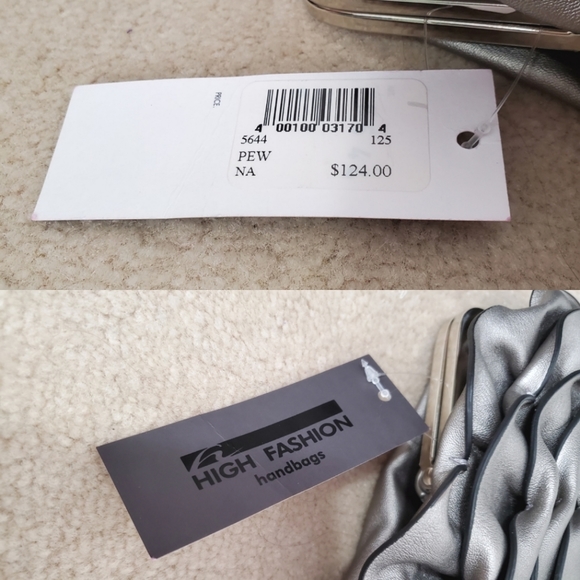 PRICE
4 00100 03170 4
5644 125
PEW
NA $124.00
HIGH FASHION
handbags